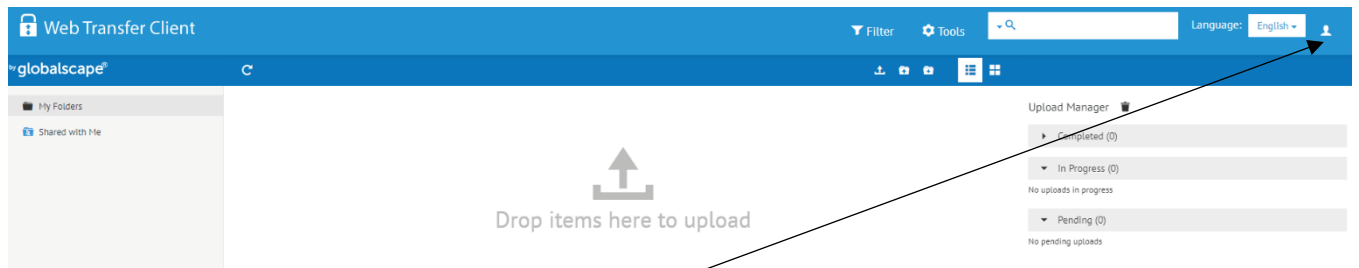 Web Transfer Client
Filter
Tools
Language:
English
by globalscape®
My Folders
Shared with Me
Drop items here to upload
Upload Manager
Completed (0)
In Progress (0)
No uploads in progress
Pending (0)
No pending uploads